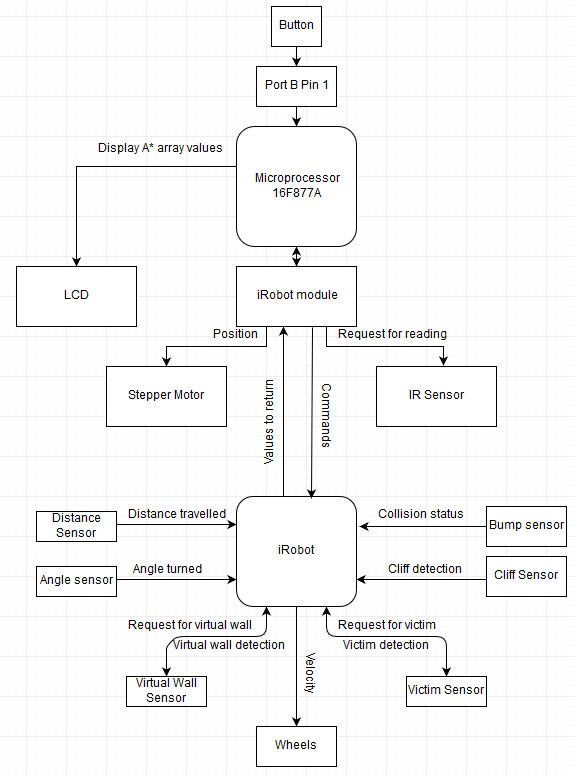 Button
Port B Pin 1
Display A* array values
Microprocessor
16F877A
LCD
iRobot module
Position
Request for reading
Stepper Motor
IR Sensor
Values to return
Commands
Distance
Sensor
Distance travelled
Collision status
Bump sensor
iRobot
Angle sensor
Angle turned
Cliff detection
Cliff Sensor
Request for virtual wall
Virtual wall detection
Request for victim
Victim detection
Velocity
Virtual Wall
Sensor
Victim Sensor
Wheels